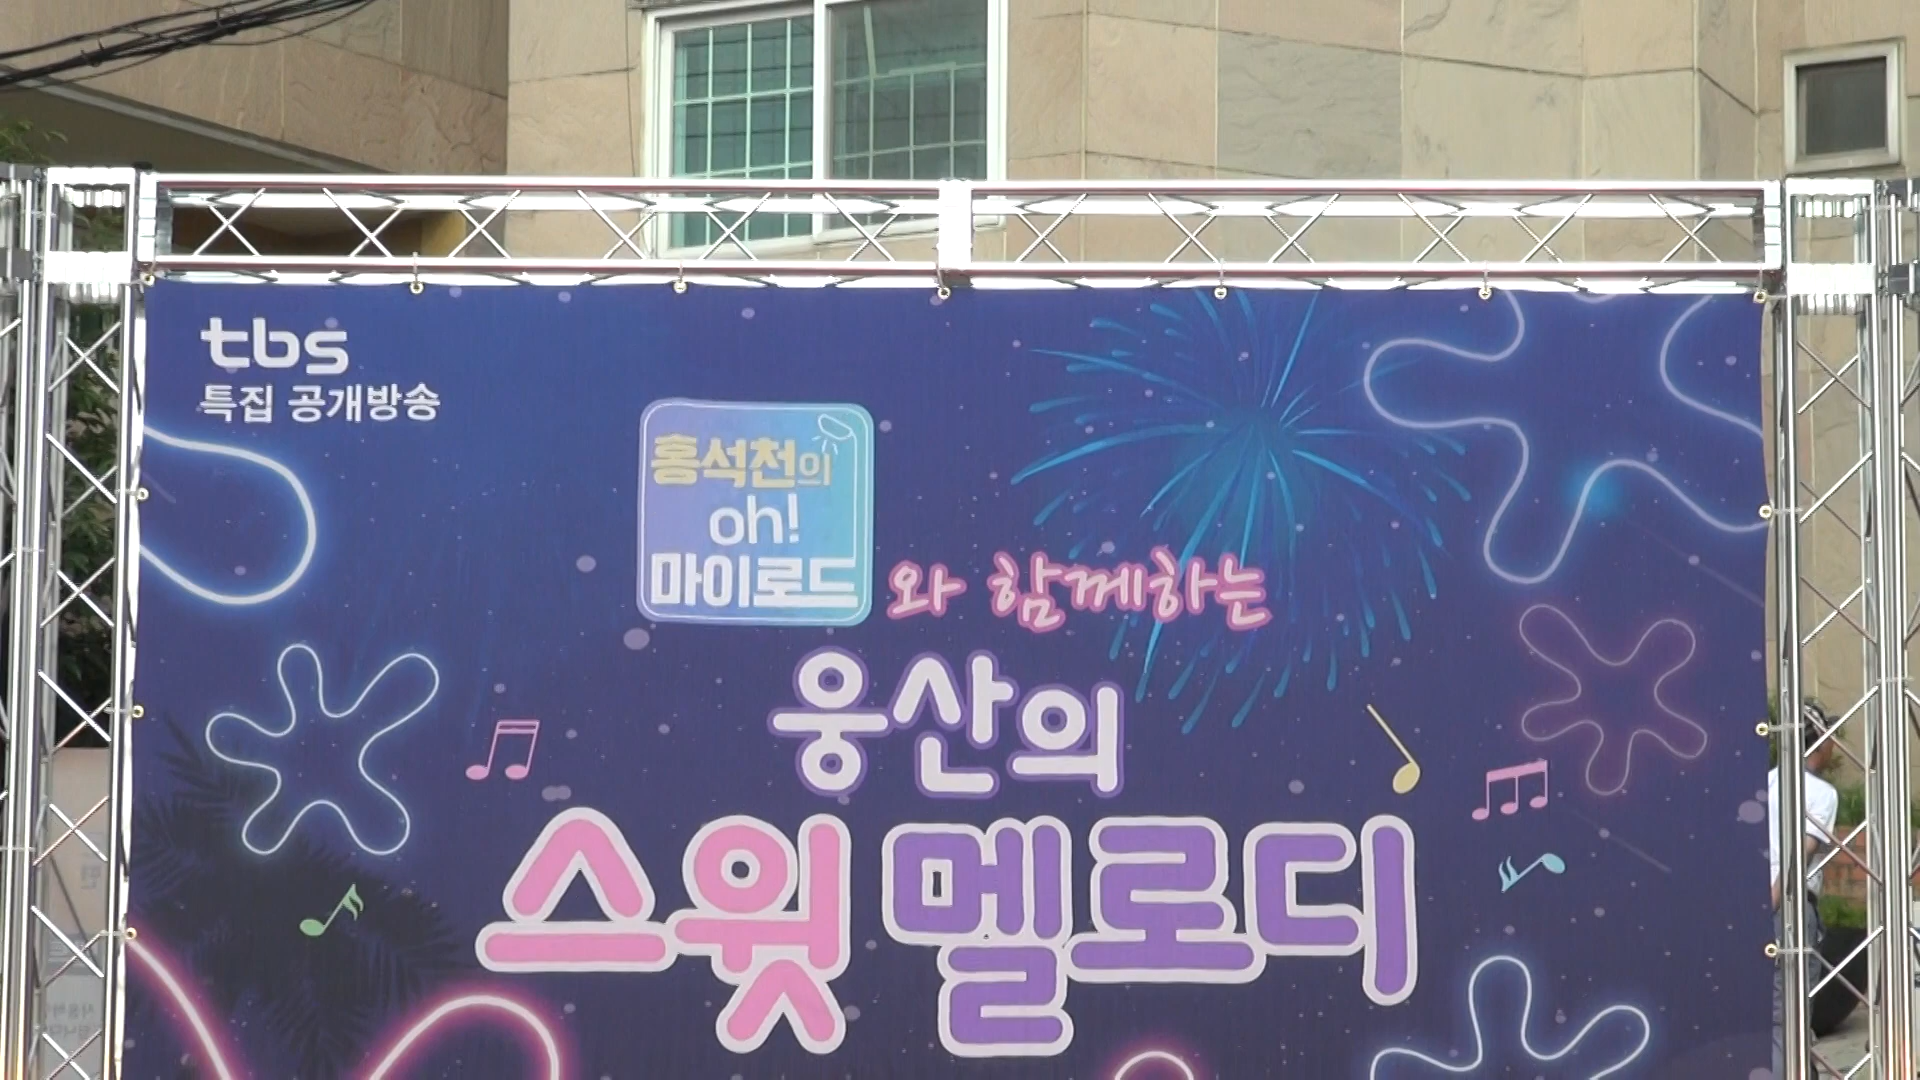 tbs
특집 공개방송
홍석천의
oh!
마이로드
와 함께하는
웅산의
스윗 멜로디